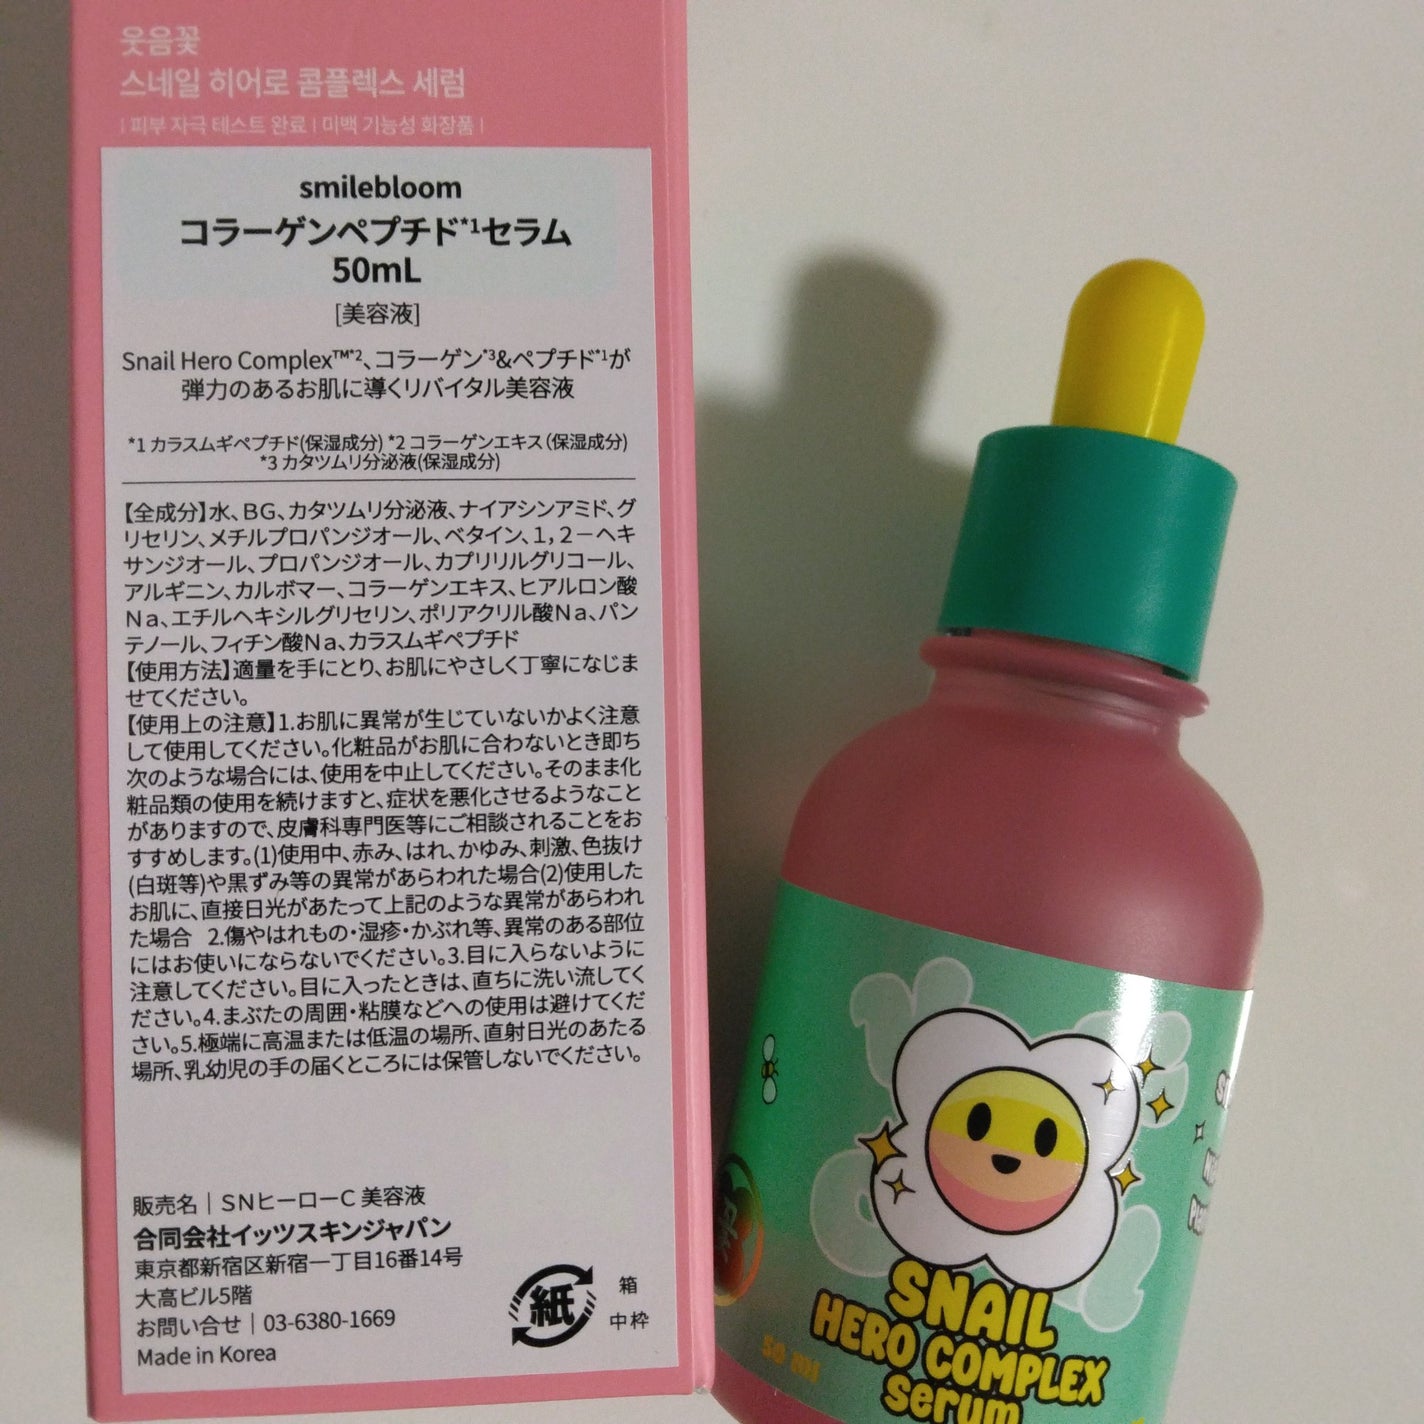 웃음꽃
스네일 히어로 콤플렉스 세럼
| 피부 자극 테스트 완료 | 미백 기능성 화장품 |
smilebloom
コラーゲンペプチド*1セラム
50mL
[美容液]
Snail Hero Complex™*2、コラーゲン*3&ペプチド*1が
弾力のあるお肌に導くリバイタル美容液
*1 カラスムギペプチド(保湿成分) *2 コラーゲンエキス(保湿成分)
*3 カタツムリ分泌液(保湿成分)
【全成分】水、BG、カタツムリ分泌液、ナイアシンアミド、グ
リセリン、メチルプロパンジオール、ベタイン、1,2－ヘキ
サンジオール、プロパンジオール、カプリリルグリコール、
アルギニン、カルボマー、コラーゲンエキス、ヒアルロン酸
Na、エチルヘキシルグリセリン、ポリアクリル酸Na、パン
テノール、フィチン酸Na、カラスムギペプチド
【使用方法】適量を手にとり、お肌にやさしく丁寧になじま
せてください。
【使用上の注意】1.お肌に異常が生じていないかよく注意
して使用してください。化粧品がお肌に合わないとき即ち
次のような場合には、使用を中止してください。そのまま化
粧品類の使用を続けますと、症状を悪化させるようなこと
がありますので、皮膚科専門医等にご相談されることをお
すすめします。(1)使用中、赤み、はれ、かゆみ、刺激、色抜け
(白斑等)や黒ずみ等の異常があらわれた場合(2)使用した
お肌に、直接日光があたって上記のような異常があらわれ
た場合 2.傷やはれもの・湿疹・かぶれ等、異常のある部位
にはお使いにならないでください。3.目に入らないように
注意してください。目に入ったときは、直ちに洗い流してく
ださい。4.まぶたの周囲・粘膜などへの使用は避けてくだ
さい。5.極端に高温または低温の場所、直射日光のあたる
場所、乳幼児の手の届くところには保管しないでください。
販売名｜SNヒーローC 美容液
合同会社イッツスキンジャパン
東京都新宿区新宿一丁目16番14号
大高ビル5階
お問い合せ｜03-6380-1669
Made in Korea
紙
箱
中枠
SNAIL
HERO COMPLEX
serum
50 ml